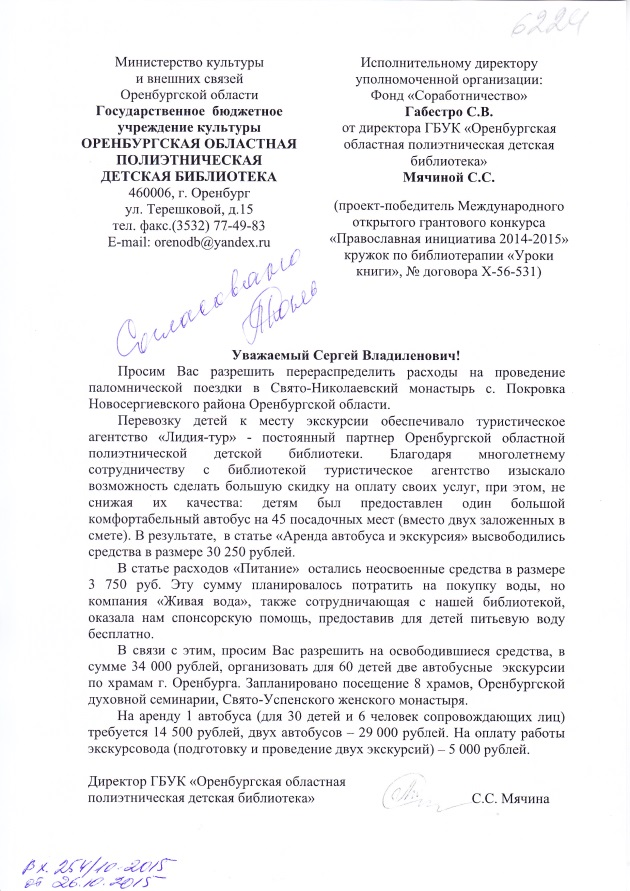 6224
Министерство культуры
и внешних связей
Оренбургской области
Государственное бюджетное
учреждение культуры
ОРЕНБУРГСКАЯ ОБЛАСТНАЯ
ПОЛИЭТНИЧЕСКАЯ
ДЕТСКАЯ БИБЛИОТЕКА
460006, г. Оренбург
ул. Терешковой, д.15
тел. факс.(3532) 77-49-83
E-mail: orenodb@yandex.ru
Исполнительному директору
уполномоченной организации:
Фонд «Соработничество»
Габестро С.В.
от директора ГБУК «Оренбургская
областная полиэтническая детская
библиотека»
Мячиной С.С.
(проект-победитель Международного
открытого грантового конкурса
«Православная инициатива 2014-2015»
кружок по библиотерапии «Уроки
книги», № договора X-56-531)
Согласовано
Уважаемый Сергей Владиленович!
Просим Вас разрешить перераспределить расходы на проведение
паломнической поездки в Свято-Николаевский монастырь с. Покровка
Новосергиевского района Оренбургской области.
Перевозку детей к месту экскурсии обеспечивало туристическое
агентство «Лидия-тур» - постоянный партнер Оренбургской областной
полиэтнической детской библиотеки. Благодаря многолетнему
сотрудничеству с библиотекой туристическое агентство изыскало
возможность сделать большую скидку на оплату своих услуг, при этом, не
снижая их качества: детям был предоставлен один большой
комфортабельный автобус на 45 посадочных мест (вместо двух заложенных в
смете). В результате, в статье «Аренда автобуса и экскурсия» высвободились
средства в размере 30 250 рублей.
В статье расходов «Питание» остались неосвоенные средства в размере
3 750 руб. Эту сумму планировалось потратить на покупку воды, но
компания «Живая вода», также сотрудничающая с нашей библиотекой,
оказала нам спонсорскую помощь, предоставив для детей питьевую воду
бесплатно.
В связи с этим, просим Вас разрешить на освободившиеся средства, в
сумме 34 000 рублей, организовать для 60 детей две автобусные экскурсии
по храмам г. Оренбурга. Запланировано посещение 8 храмов, Оренбургской
духовной семинарии, Свято-Успенского женского монастыря.
На аренду 1 автобуса (для 30 детей и 6 человек сопровождающих лиц)
требуется 14 500 рублей, двух автобусов – 29 000 рублей. На оплату работы
экскурсовода (подготовку и проведение двух экскурсий) – 5 000 рублей.
Директор ГБУК «Оренбургская областная
полиэтническая детская библиотека» С.С. Мячина
Вх. 254/10-2015
от 26.10.2015